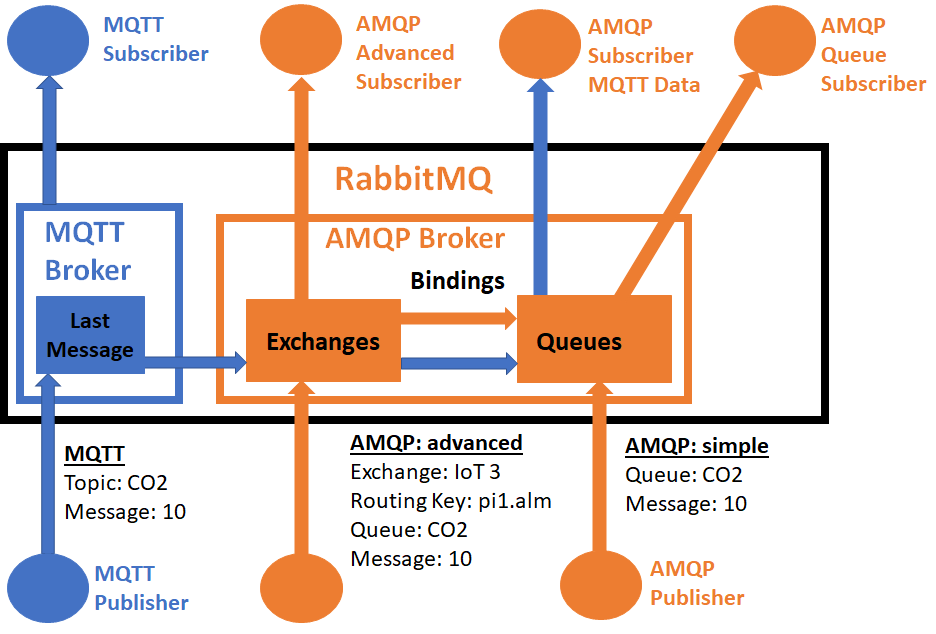 MQTT
Subscriber
AMQP
Advanced
Subscriber
AMQP
Subscriber
MQTT Data
AMQP
Queue
Subscriber
RabbitMQ
MQTT
Broker
AMQP Broker
Bindings
Last
Message
Exchanges
Queues
MQTT
Topic: CO2
Message: 10
AMQP: advanced
Exchange: IoT 3
Routing Key: pi1.alm
Queue: CO2
Message: 10
AMQP: simple
Queue: CO2
Message: 10
MQTT
Publisher
AMQP
Publisher